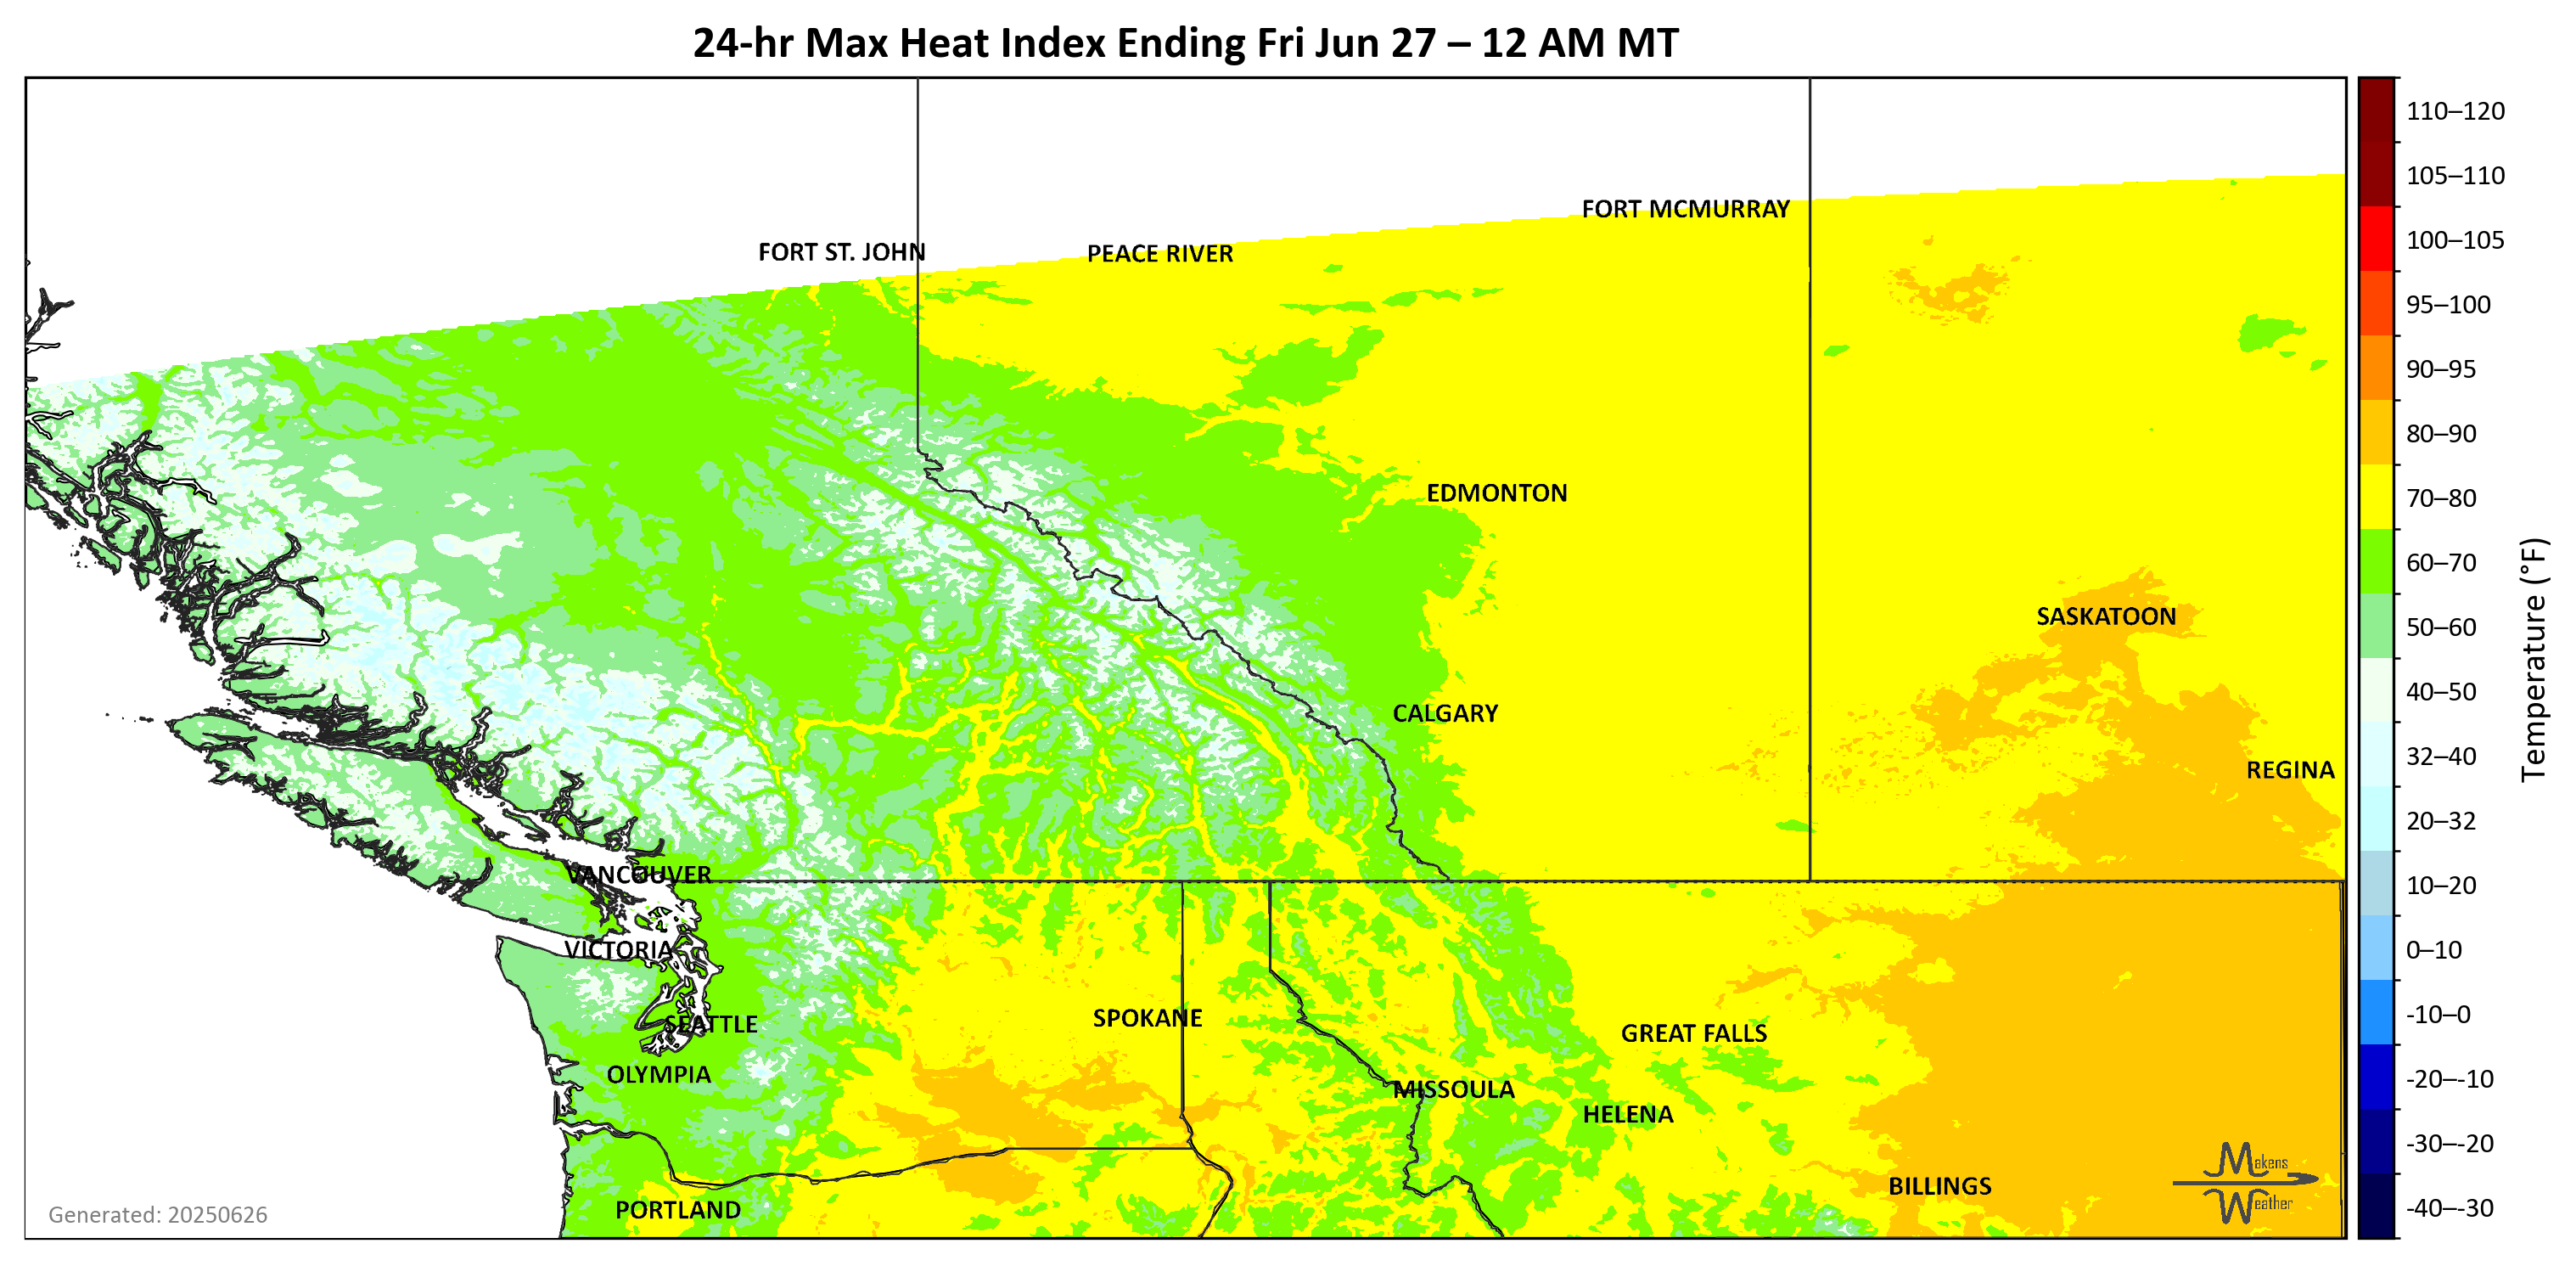 24-hr Max Heat Index Ending Fri Jun 27 – 12 AM MT
FORT MCMURRAY
FORT ST. JOHN
PEACE RIVER
EDMONTON
SASKATOON
CALGARY
REGINA
VANCOUVER
VICTORIA
SPOKANE
SEATTLE
GREAT FALLS
OLYMPIA
MISSOULA
HELENA
BILLINGS
PORTLAND
Makens
Weather
Generated: 20250626
110–120
105–110
100–105
95–100
90–95
80–90
70–80
60–70
50–60
40–50
32–40
20–32
10–20
0–10
-10–0
-20–-10
-30–-20
-40–-30
Temperature (°F)